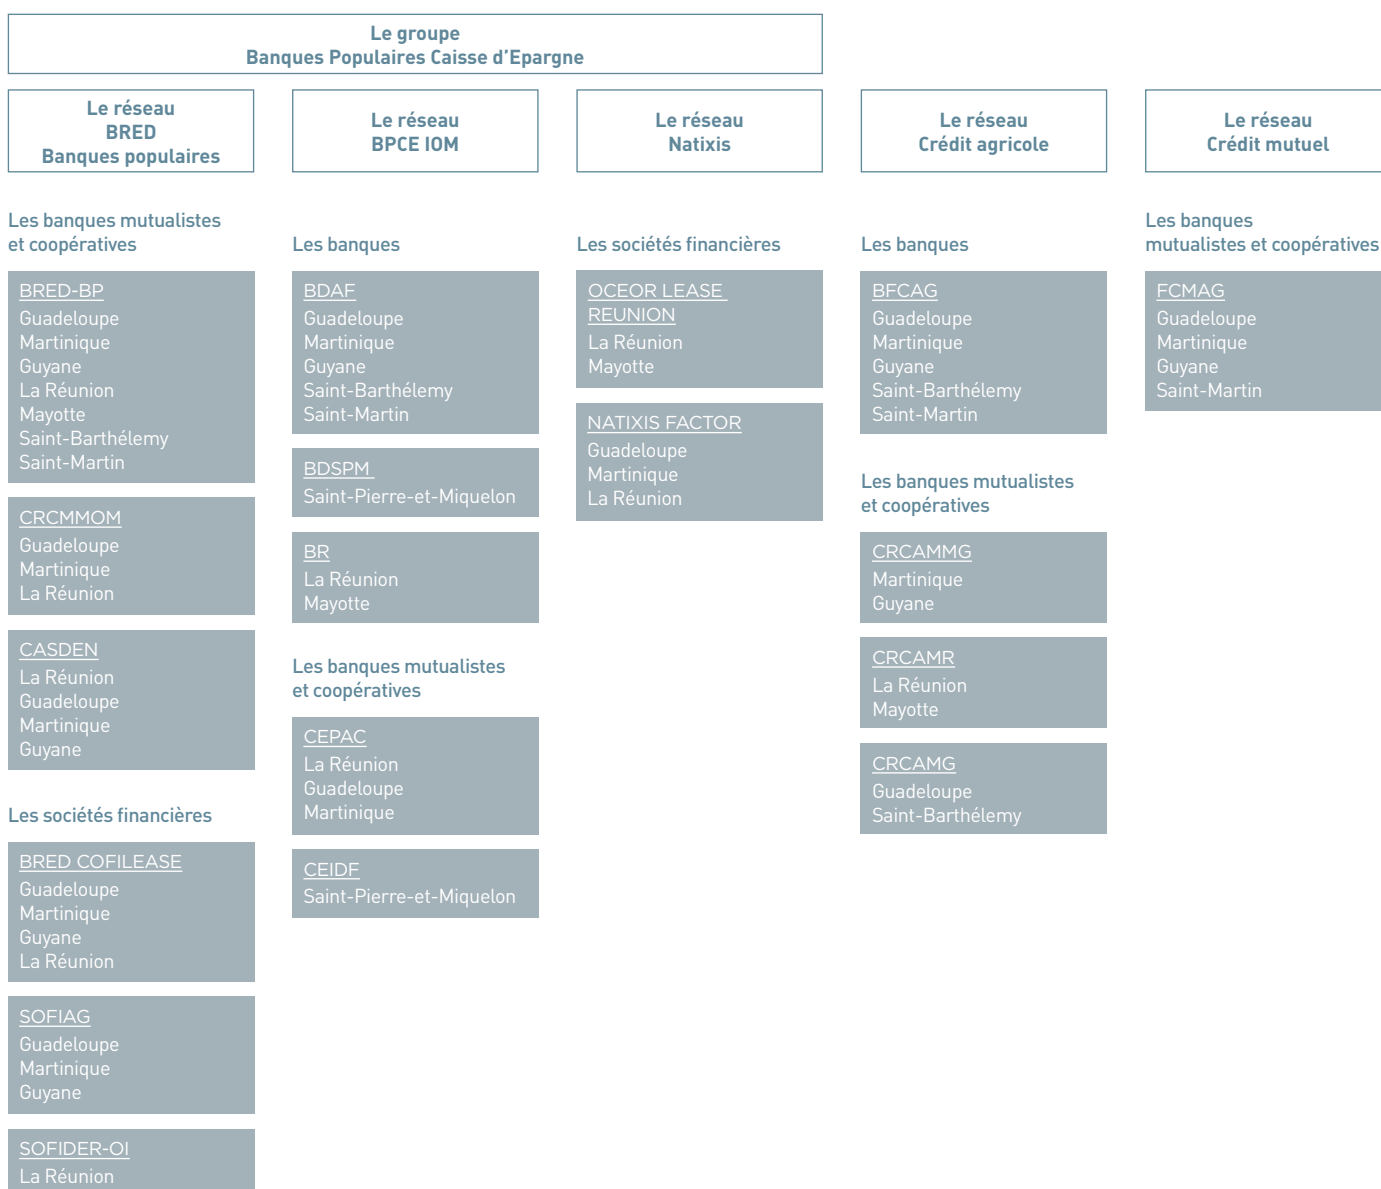 Le groupe
Banques Populaires Caisse d'Epargne
Le réseau
BRED
Banques populaires
Les banques mutualistes
et coopératives
BRED-BP
Guadeloupe
Martinique
Guyane
La Réunion
Mayotte
Saint-Barthélemy
Saint-Martin
CRCMMOM
Guadeloupe
Martinique
La Réunion
CASDEN
La Réunion
Guadeloupe
Martinique
Guyane
Les sociétés financières
BRED COFILEASE
Guadeloupe
Martinique
Guyane
La Réunion
SOFIAG
Guadeloupe
Martinique
Guyane
SOFIDER-OI
La Réunion
Le réseau
BPCE IOM
Les banques
BDAF
Guadeloupe
Martinique
Guyane
Saint-Barthélemy
Saint-Martin
BDSPM
Saint-Pierre-et-Miquelon
BR
La Réunion
Mayotte
Les banques mutualistes
et coopératives
CEPAC
La Réunion
Guadeloupe
Martinique
CEIDF
Saint-Pierre-et-Miquelon
Le réseau
Natixis
Les sociétés financières
OCEOR LEASE
REUNION
La Réunion
Mayotte
NATIXIS FACTOR
Guadeloupe
Martinique
La Réunion
Le réseau
Crédit agricole
Les banques
BFCAG
Guadeloupe
Martinique
Guyane
Saint-Barthélemy
Saint-Martin
Les banques mutualistes
et coopératives
CRCAMMG
Martinique
Guyane
CRCAMR
La Réunion
Mayotte
CRCAMG
Guadeloupe
Saint-Barthélemy
Le réseau
Crédit mutuel
Les banques
mutualistes et coopératives
FCMAG
Guadeloupe
Martinique
Guyane
Saint-Martin